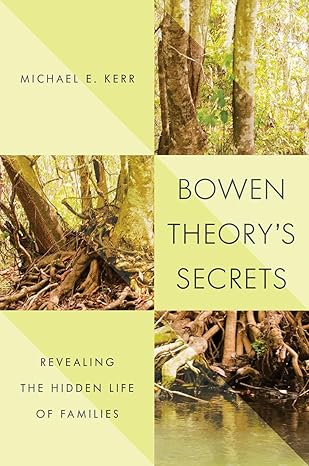 MICHAEL E. KERR
BOWEN
THEORY'S
SECRETS
REVEALING
THE HIDDEN LIFE
OF FAMILIES